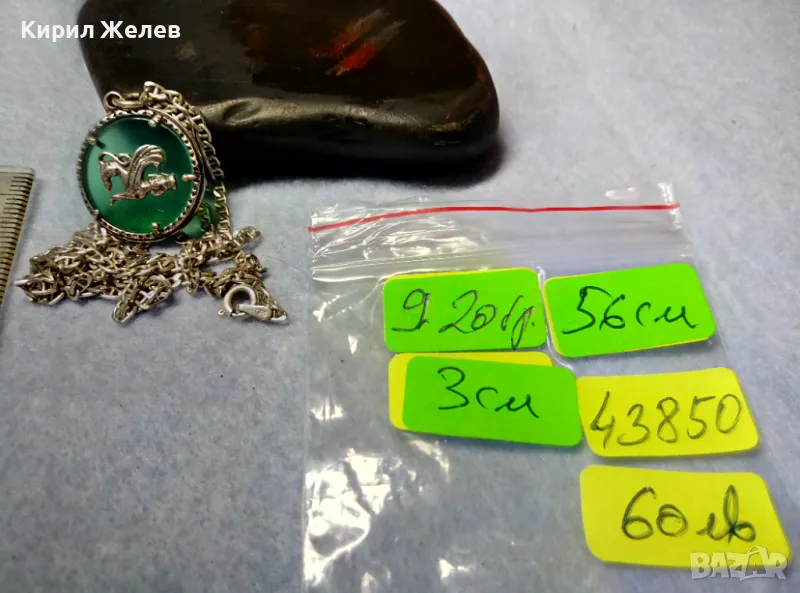 Кирил Желев
9.20гр.
56см
3см
43850
60лв
BAZAR